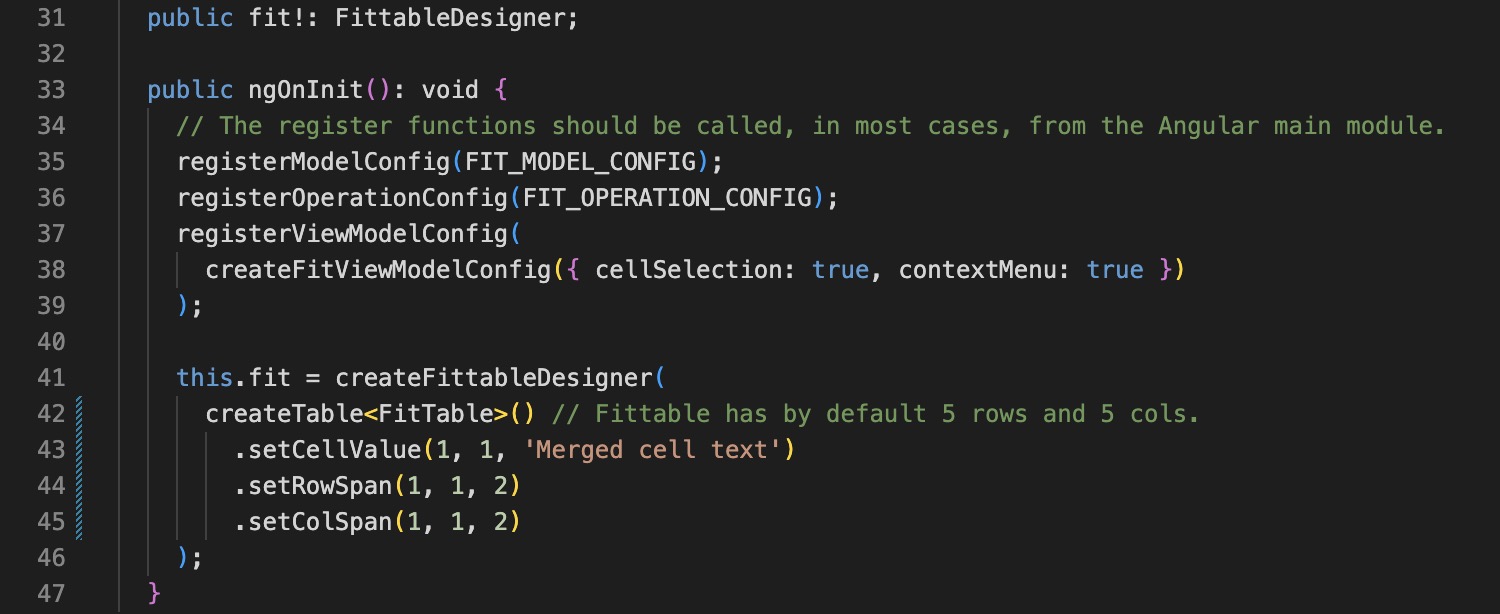 31 public fit!: FittableDesigner;
32
33 public ngOnInit(): void {
34 // The register functions should be called, in most cases, from the Angular main module.
35 registerModelConfig(FIT_MODEL_CONFIG);
36 registerOperationConfig(FIT_OPERATION_CONFIG);
37 registerViewModelConfig(
38 createFitViewModelConfig({ cellSelection: true, contextMenu: true })
39 );
40
41 this.fit = createFittableDesigner(
42 createTable<FitTable>() // Fittable has by default 5 rows and 5 cols.
43 .setCellValue(1, 1, 'Merged cell text')
44 .setRowSpan(1, 1, 2)
45 .setColSpan(1, 1, 2)
46 );
47 }